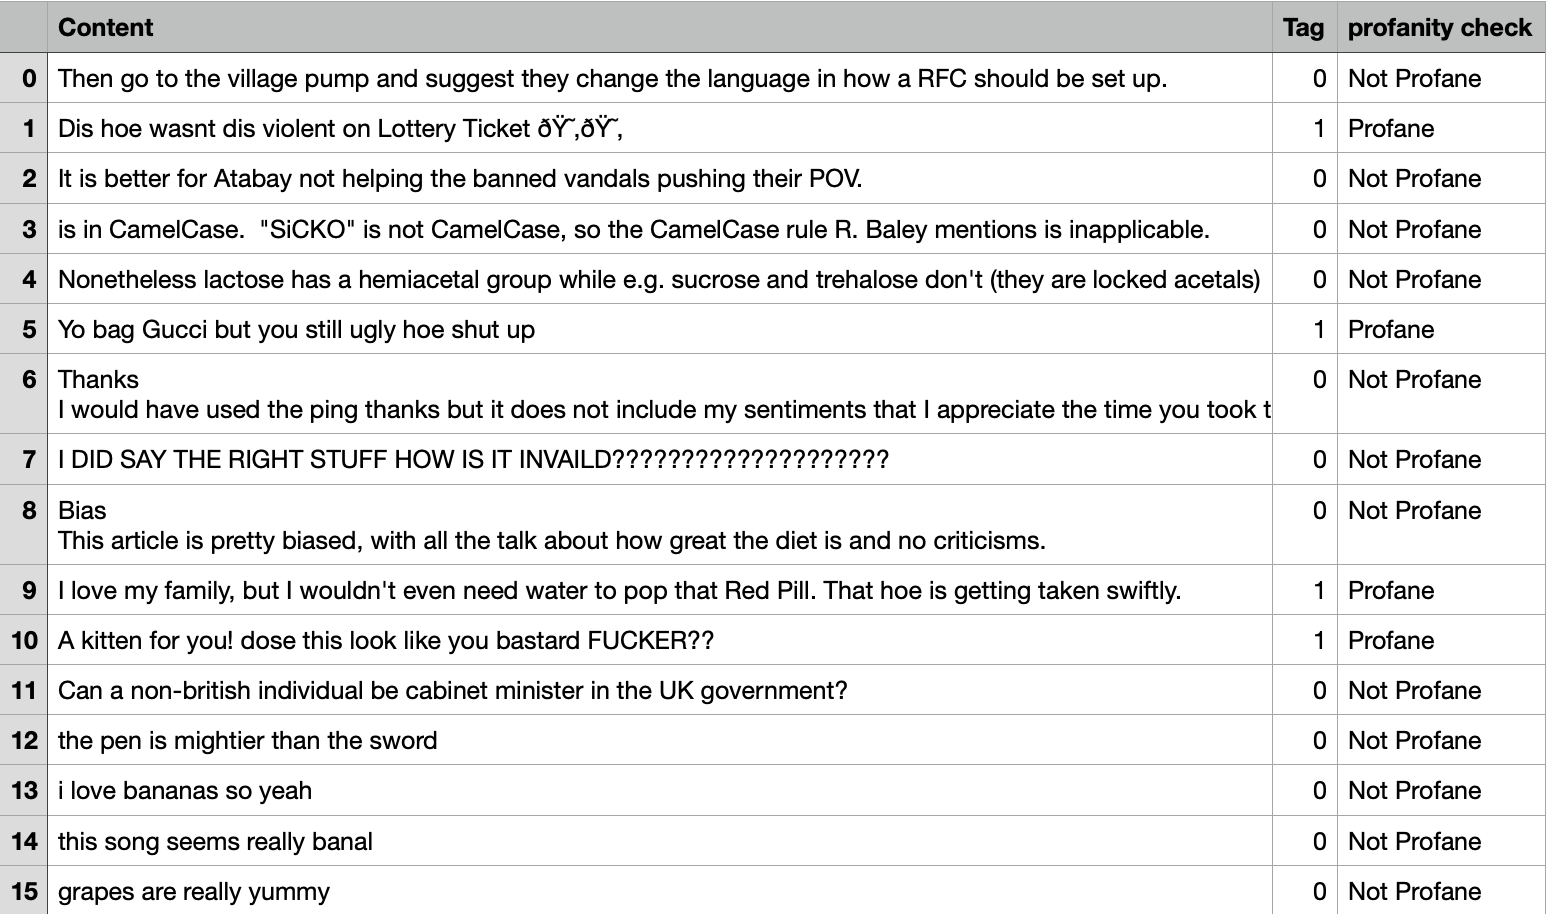 Content Tag profanity check
0 Then go to the village pump and suggest they change the language in how a RFC should be set up. 0 Not Profane
1 Dis hoe wasnt dis violent on Lottery Ticket ðŸ˜‚ðŸ˜‚ 1 Profane
2 It is better for Atabay not helping the banned vandals pushing their POV. 0 Not Profane
3 is in CamelCase.  "SiCKO" is not CamelCase, so the CamelCase rule R. Baley mentions is inapplicable. 0 Not Profane
4 Nonetheless lactose has a hemiacetal group while e.g. sucrose and trehalose don't (they are locked acetals) 0 Not Profane
5 Yo bag Gucci but you still ugly hoe shut up 1 Profane
6 Thanks 0 Not Profane
I would have used the ping thanks but it does not include my sentiments that I appreciate the time you took t
7 I DID SAY THE RIGHT STUFF HOW IS IT INVAILD???????????????????? 0 Not Profane
8 Bias 0 Not Profane
This article is pretty biased, with all the talk about how great the diet is and no criticisms.
9 I love my family, but I wouldn't even need water to pop that Red Pill. That hoe is getting taken swiftly. 1 Profane
10 A kitten for you! dose this look like you bastard FUCKER?? 1 Profane
11 Can a non-british individual be cabinet minister in the UK government? 0 Not Profane
12 the pen is mightier than the sword 0 Not Profane
13 i love bananas so yeah 0 Not Profane
14 this song seems really banal 0 Not Profane
15 grapes are really yummy 0 Not Profane